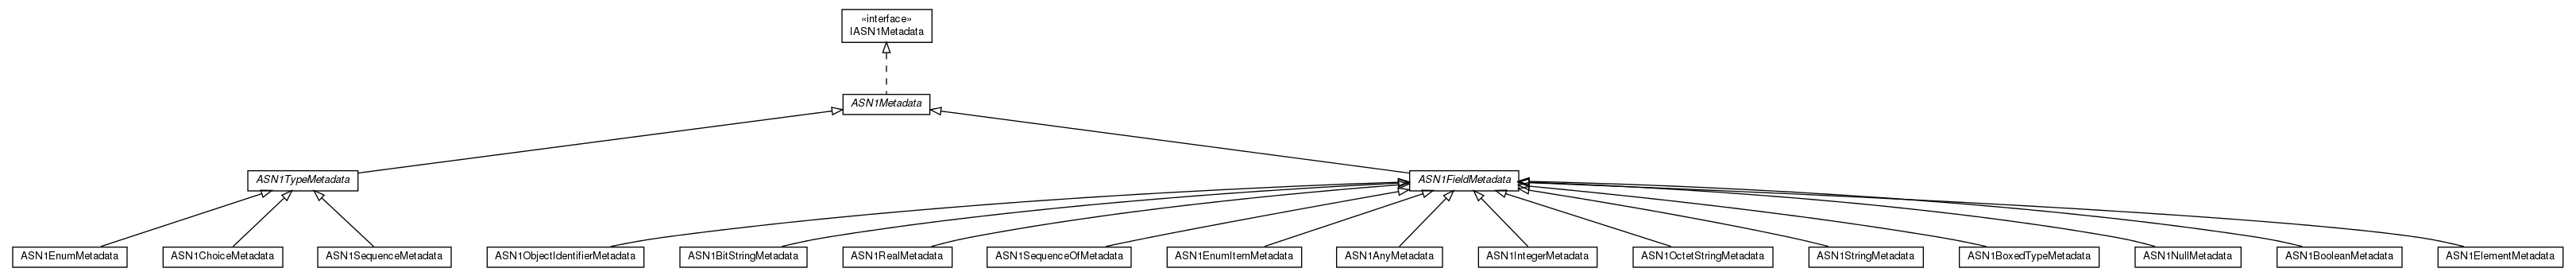 «interface»
IASN1Metadata
ASN1Metadata
ASN1TypeMetadata
ASN1FieldMetadata
ASN1EnumMetadata
ASN1ChoiceMetadata
ASN1SequenceMetadata
ASN1ObjectIdentifierMetadata
ASN1BitStringMetadata
ASN1RealMetadata
ASN1SequenceOfMetadata
ASN1EnumItemMetadata
ASN1AnyMetadata
ASN1IntegerMetadata
ASN1OctetStringMetadata
ASN1StringMetadata
ASN1BoxedTypeMetadata
ASN1NullMetadata
ASN1BooleanMetadata
ASN1ElementMetadata